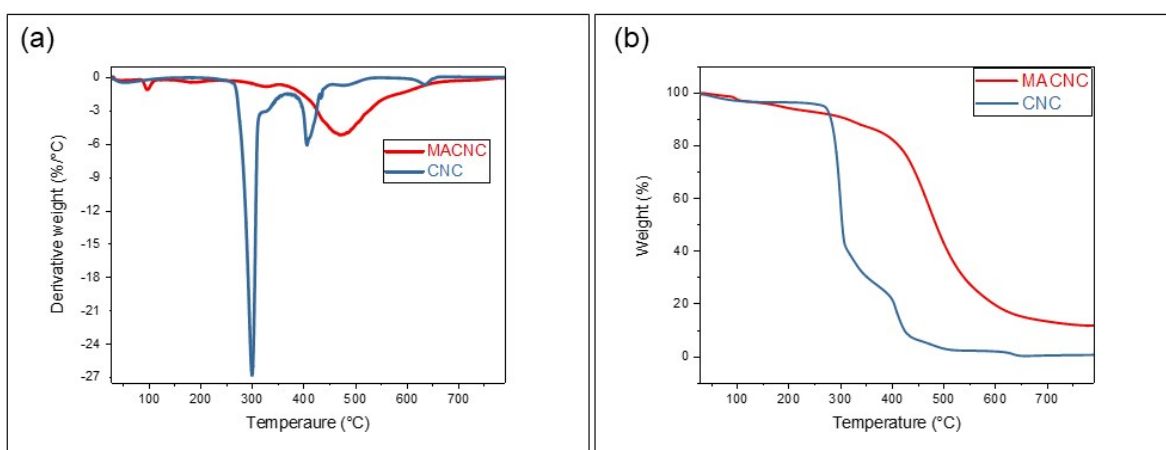 (a)
0
-3
-6
-9
-12
-15
-18
-21
-24
-27
Derivative weight (%/°C)
MACNC
CNC
100 200 300 400 500 600 700
Temperaure (°C)
(b)
MACNC
CNC
100
80
60
40
20
0
Weight (%)
100 200 300 400 500 600 700
Temperature (°C)